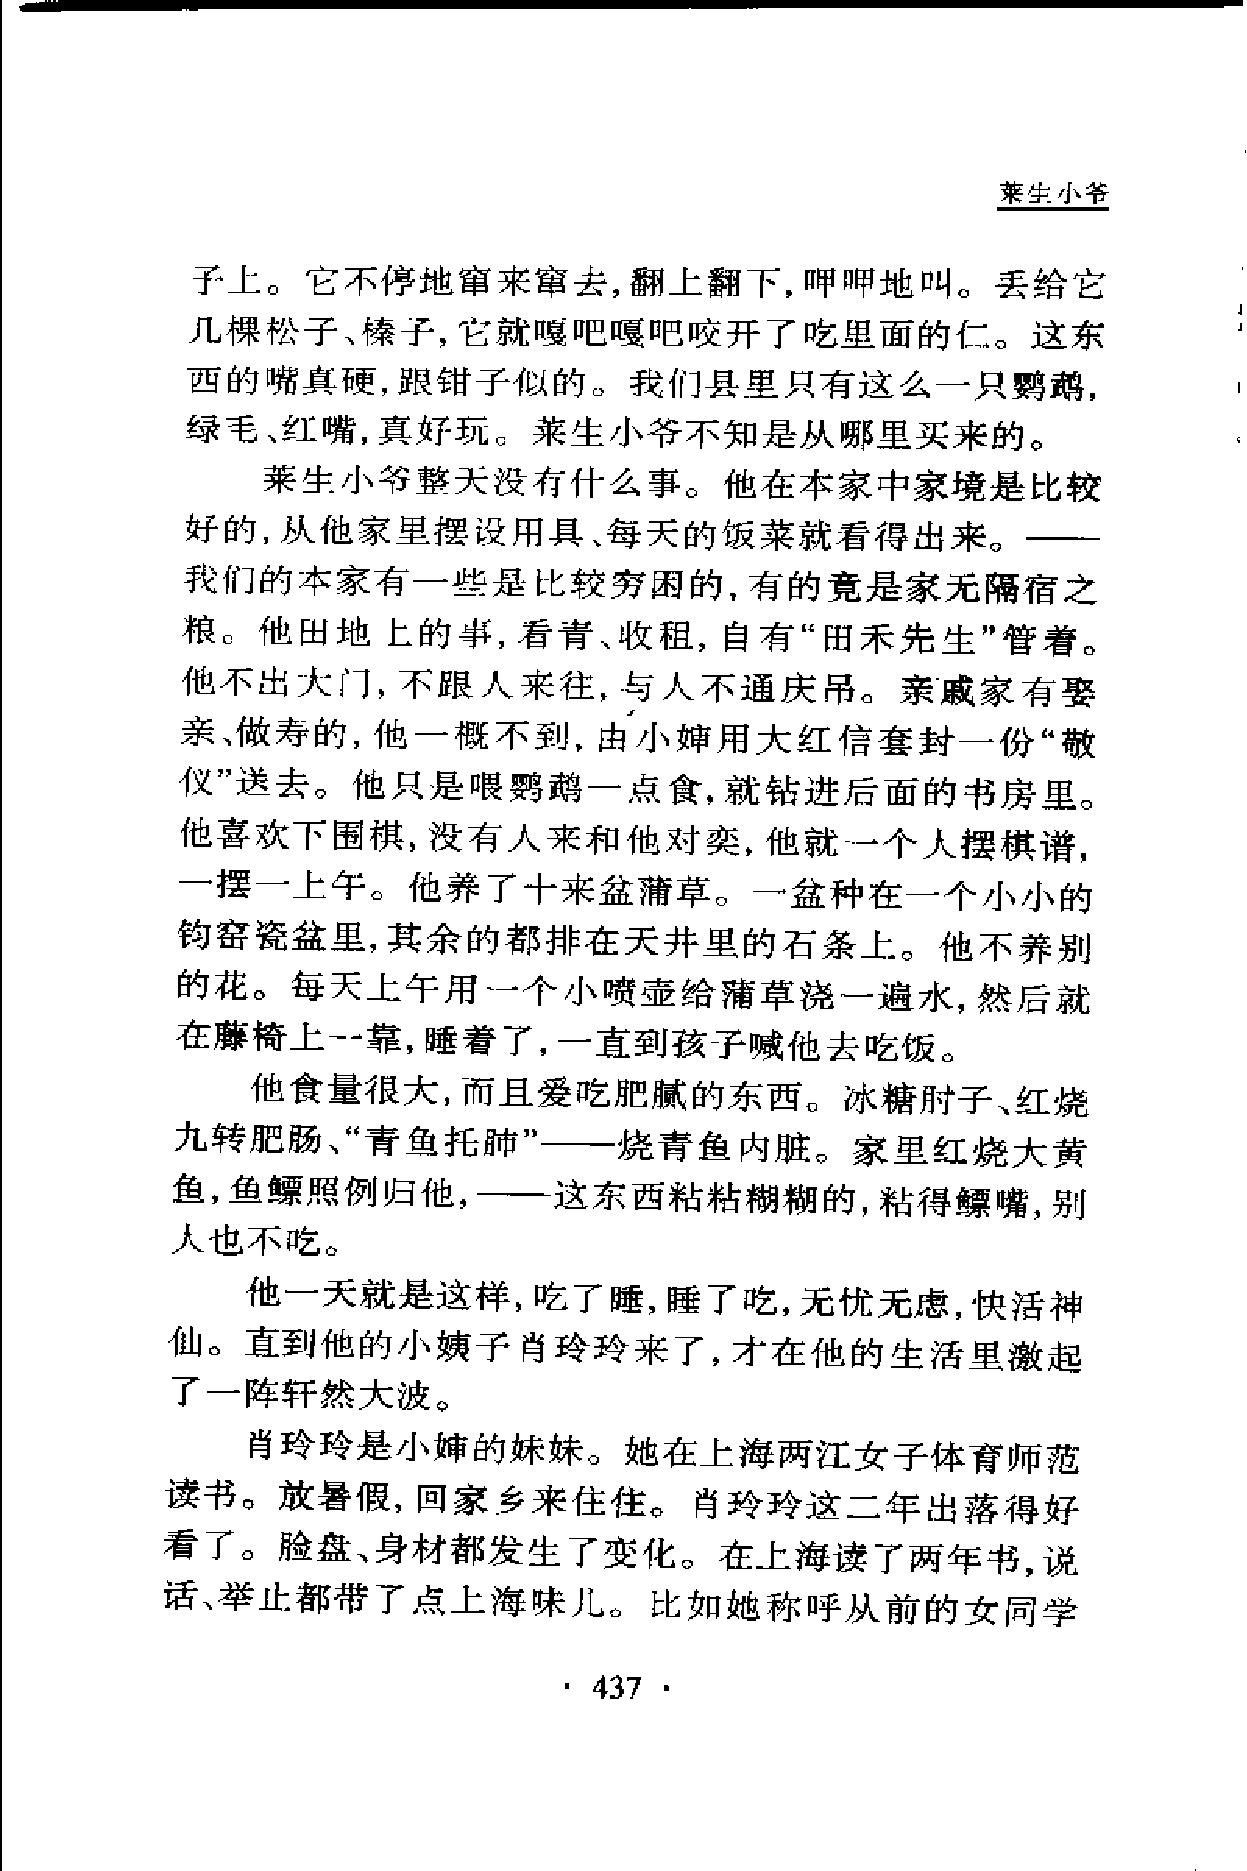 莱生小爷
子上。它不停地窜来窜去,翻上翻下,呷呷地叫。丢给它
几棵松子、榛子,它就嘎吧嘎吧咬开了吃里面的仁。这东
西的嘴真硬,跟钳子似的。我们县里只有这么一只鹦鹉,
绿毛、红嘴,真好玩。莱生小爷不知是从哪里买来的。
莱生小爷整天没有什么事。他在本家中家境是比较
好的,从他家里摆设用具、每天的饭菜就看得出来。——
我们的本家有一些是比较穷困的,有的竟是家无隔宿之
粮。他田地上的事,看青、收租,自有“田禾先生”管着。
他不出大门,不跟人来往,与人不通庆吊。亲戚家有娶
亲、做寿的,他一概不到,由小婶用大红信套封一份“敬
仪”送去。他只是喂鹦鹉一点食,就钻进后面的书房里。
他喜欢下围棋,没有人来和他对奕,他就一个人摆棋谱,
一摆一上午。他养了十来盆蒲草。一盆种在一个小小的
钧窑瓷盆里,其余的都排在天井里的石条上。他不养别
的花。每天上午用一个小喷壶给蒲草浇一遍水,然后就
在藤椅上一靠,睡着了,一直到孩子喊他去吃饭。
他食量很大,而且爱吃肥腻的东西。冰糖肘子、红烧
九转肥肠、“青鱼托肺”——烧青鱼内脏。家里红烧大黄
鱼,鱼鳔照例归他,——这东西粘粘糊糊的,粘得鳔嘴,别
人也不吃。
他一天就是这样,吃了睡,睡了吃,无忧无虑,快活神
仙。直到他的小姨子肖玲玲来了,才在他的生活里激起
了一阵轩然大波。
肖玲玲是小婶的妹妹。她在上海两江女子体育师范
读书。放暑假,回家乡来住住。肖玲玲这二年出落得好
看了。脸盘、身材都发生了变化。在上海读了两年书,说
话、举止都带了点上海味儿。比如她称呼从前的女同学
· 437 ·